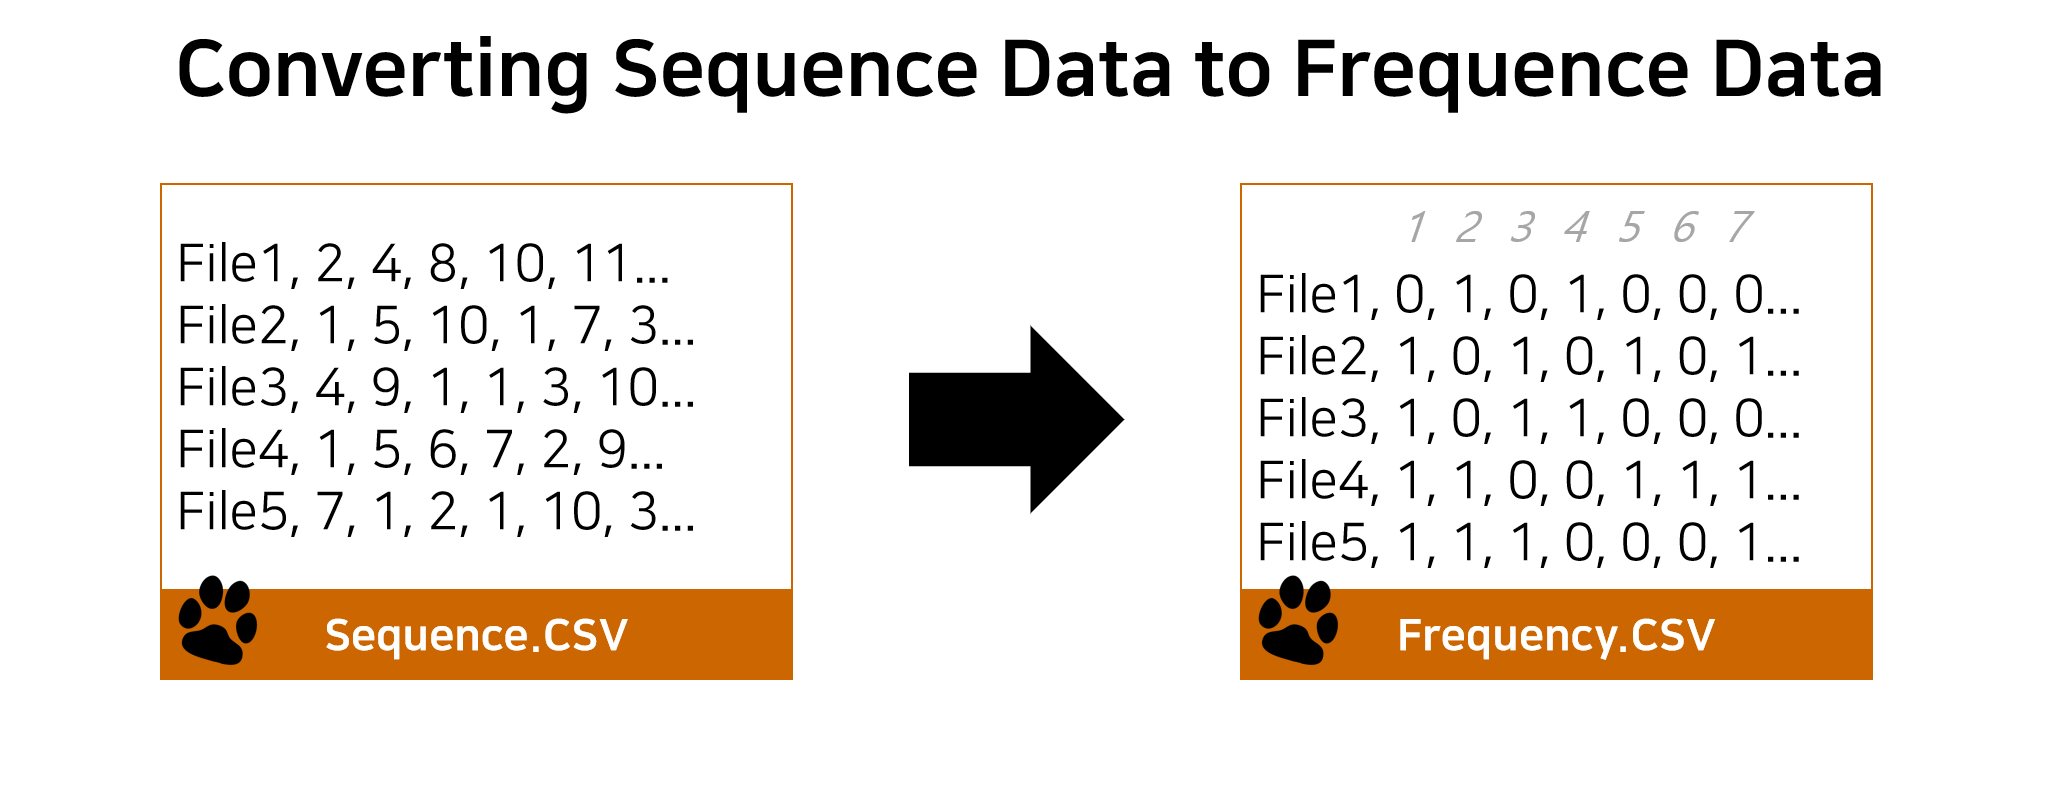 Converting Sequence Data to Frequence Data
File1, 2, 4, 8, 10, 11...
File2, 1, 5, 10, 1, 7, 3...
File3, 4, 9, 1, 1, 3, 10...
File4, 1, 5, 6, 7, 2, 9...
File5, 7, 1, 2, 1, 10, 3...
Sequence.CSV
1 2 3 4 5 6 7
File1, 0, 1, 0, 1, 0, 0, 0...
File2, 1, 0, 1, 0, 1, 0, 1...
File3, 1, 0, 1, 1, 0, 0, 0...
File4, 1, 1, 0, 0, 1, 1, 1...
File5, 1, 1, 1, 0, 0, 0, 1...
Frequency.CSV